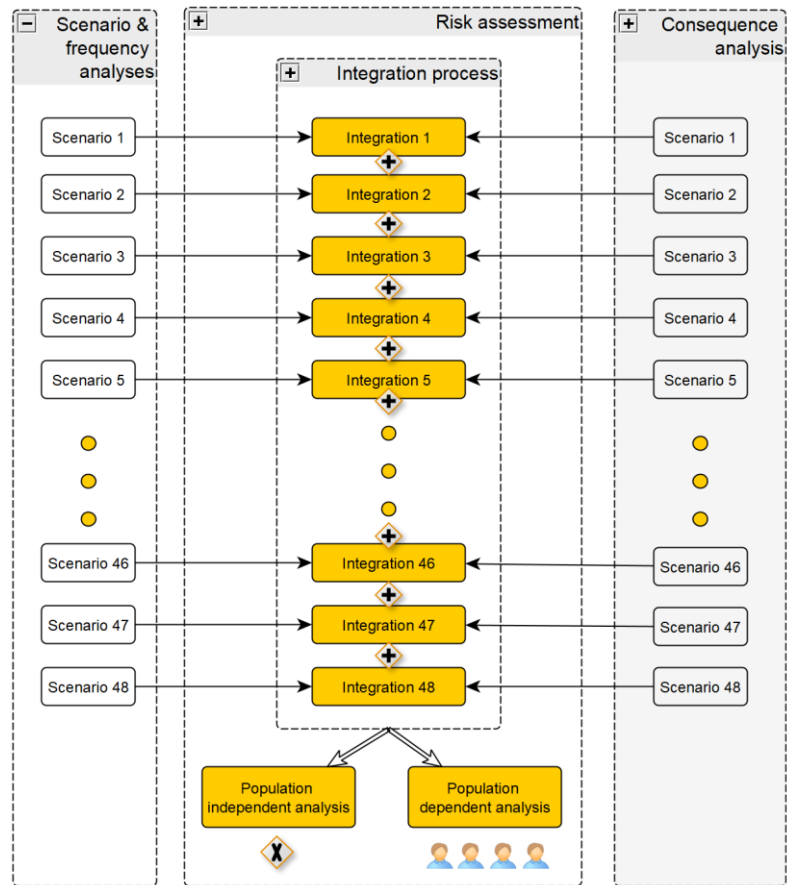 Scenario &
frequency
analyses
Risk assessment
Consequence
analysis
Integration process
Scenario 1
Integration 1
Scenario 1
Scenario 2
Integration 2
Scenario 2
Scenario 3
Integration 3
Scenario 3
Scenario 4
Integration 4
Scenario 4
Scenario 5
Integration 5
Scenario 5
Scenario 46
Integration 46
Scenario 46
Scenario 47
Integration 47
Scenario 47
Scenario 48
Integration 48
Scenario 48
Population
independent analysis
Population
dependent analysis